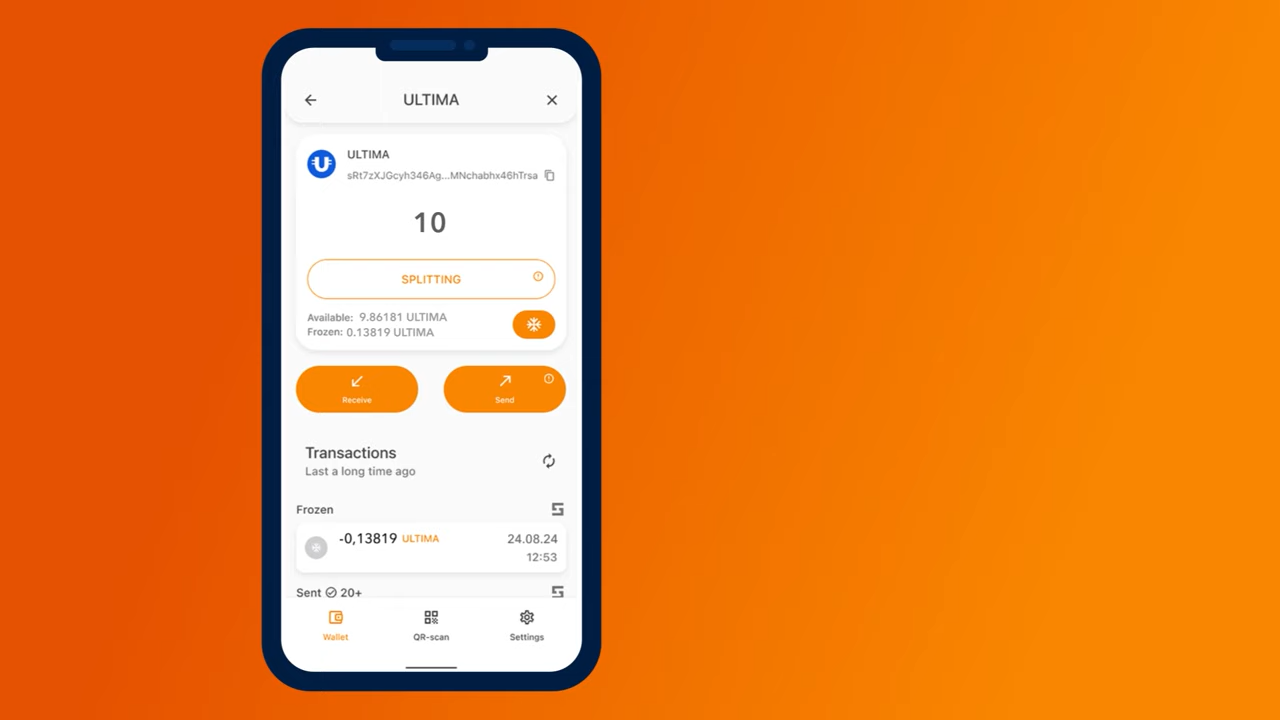 ULTIMA
ULTIMA
sRt7zXJGcyh346Ag...MNchabhx46hTrsa
10
SPLITTING
Available: 9.86181 ULTIMA
Frozen: 0.13819 ULTIMA
Receive
Send
Transactions
Last a long time ago
Frozen
-0,13819 ULTIMA
24.08.24
12:53
Sent 20+
Wallet
QR-scan
Settings